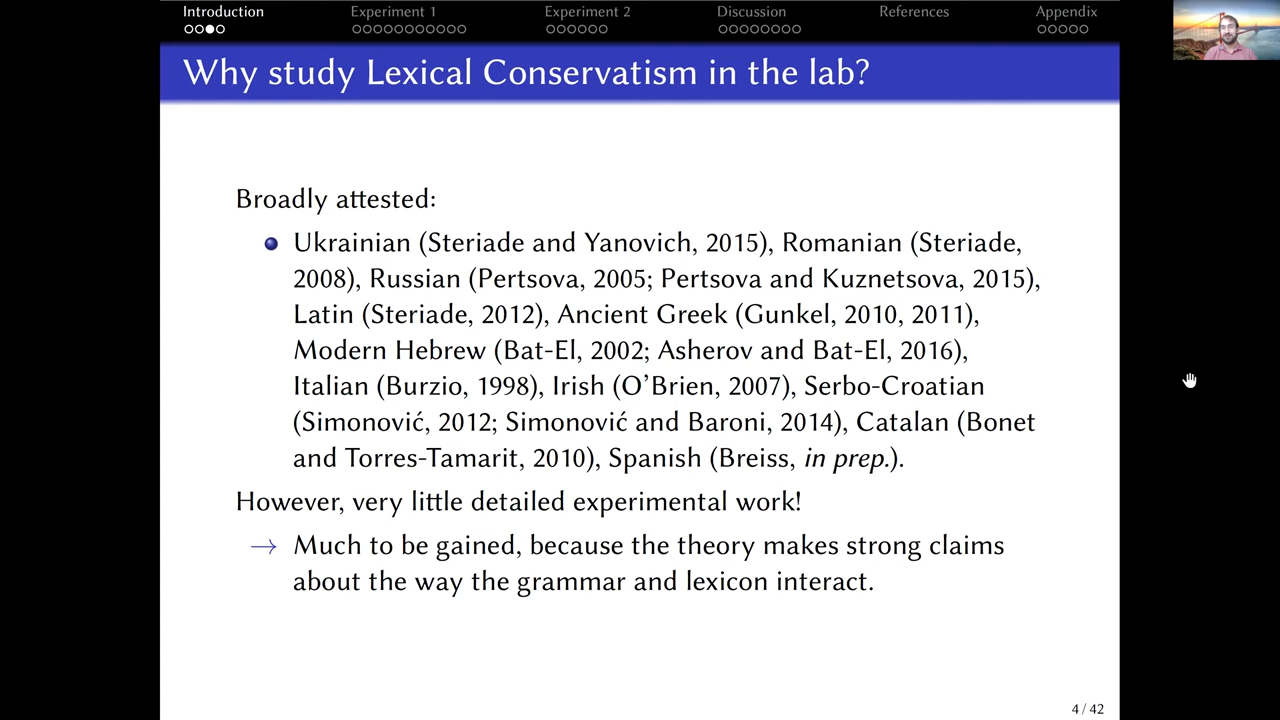 Introduction Experiment 1 Experiment 2 Discussion References Appendix
Why study Lexical Conservatism in the lab?
Broadly attested:
Ukrainian (Steriade and Yanovich, 2015), Romanian (Steriade,
2008), Russian (Pertsova, 2005; Pertsova and Kuznetsova, 2015),
Latin (Steriade, 2012), Ancient Greek (Gunkel, 2010, 2011),
Modern Hebrew (Bat-El, 2002; Asherov and Bat-El, 2016),
Italian (Burzio, 1998), Irish (O’Brien, 2007), Serbo-Croatian
(Simonović, 2012; Simonović and Baroni, 2014), Catalan (Bonet
and Torres-Tamarit, 2010), Spanish (Breiss, in prep.).
However, very little detailed experimental work!
→ Much to be gained, because the theory makes strong claims
about the way the grammar and lexicon interact.
4 / 42